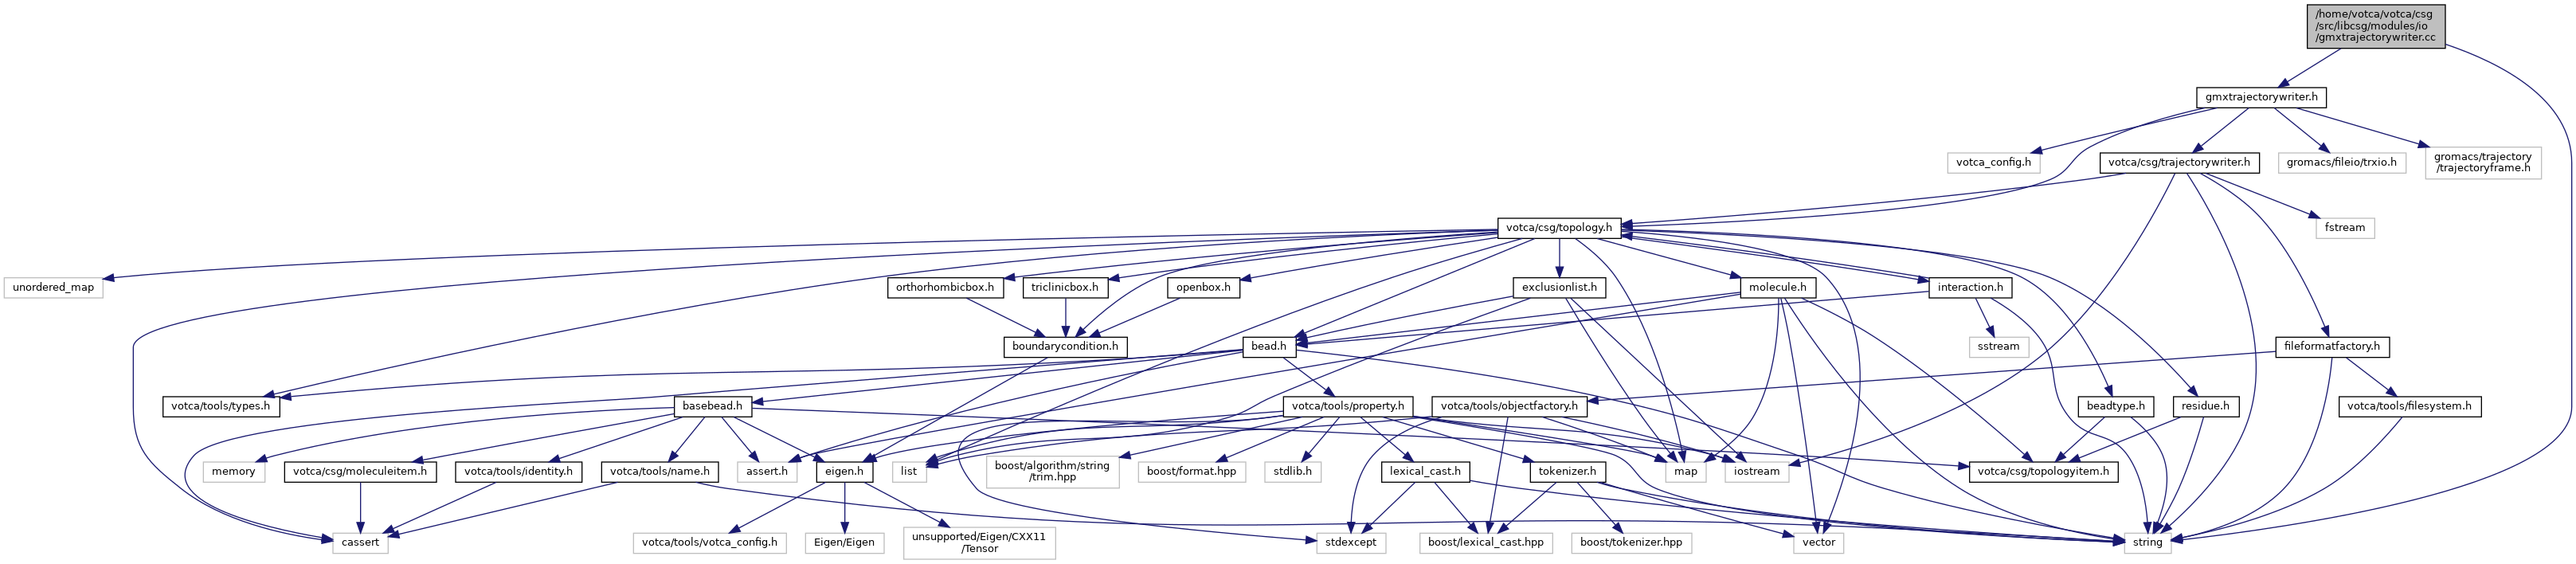 /home/votca/votca/csg
/src/libcsg/modules/io
/gmxtrajectorywriter.cc
gmxtrajectorywriter.h
votca_config.h
votca/csg/trajectorywriter.h
gromacs/fileio/trxio.h
gromacs/trajectory
/trajectoryframe.h
votca/csg/topology.h
fstream
unordered_map
orthorhombicbox.h
triclinicbox.h
openbox.h
exclusionlist.h
molecule.h
interaction.h
boundarycondition.h
bead.h
sstream
fileformatfactory.h
votca/tools/types.h
basebead.h
votca/tools/property.h
votca/tools/objectfactory.h
beadtype.h
residue.h
votca/tools/filesystem.h
memory
votca/csg/moleculeitem.h
votca/tools/identity.h
votca/tools/name.h
assert.h
eigen.h
list
boost/algorithm/string
/trim.hpp
boost/format.hpp
stdlib.h
lexical_cast.h
tokenizer.h
map
iostream
votca/csg/topologyitem.h
cassert
votca/tools/votca_config.h
Eigen/Eigen
unsupported/Eigen/CXX11
/Tensor
stdexcept
boost/lexical_cast.hpp
boost/tokenizer.hpp
vector
string